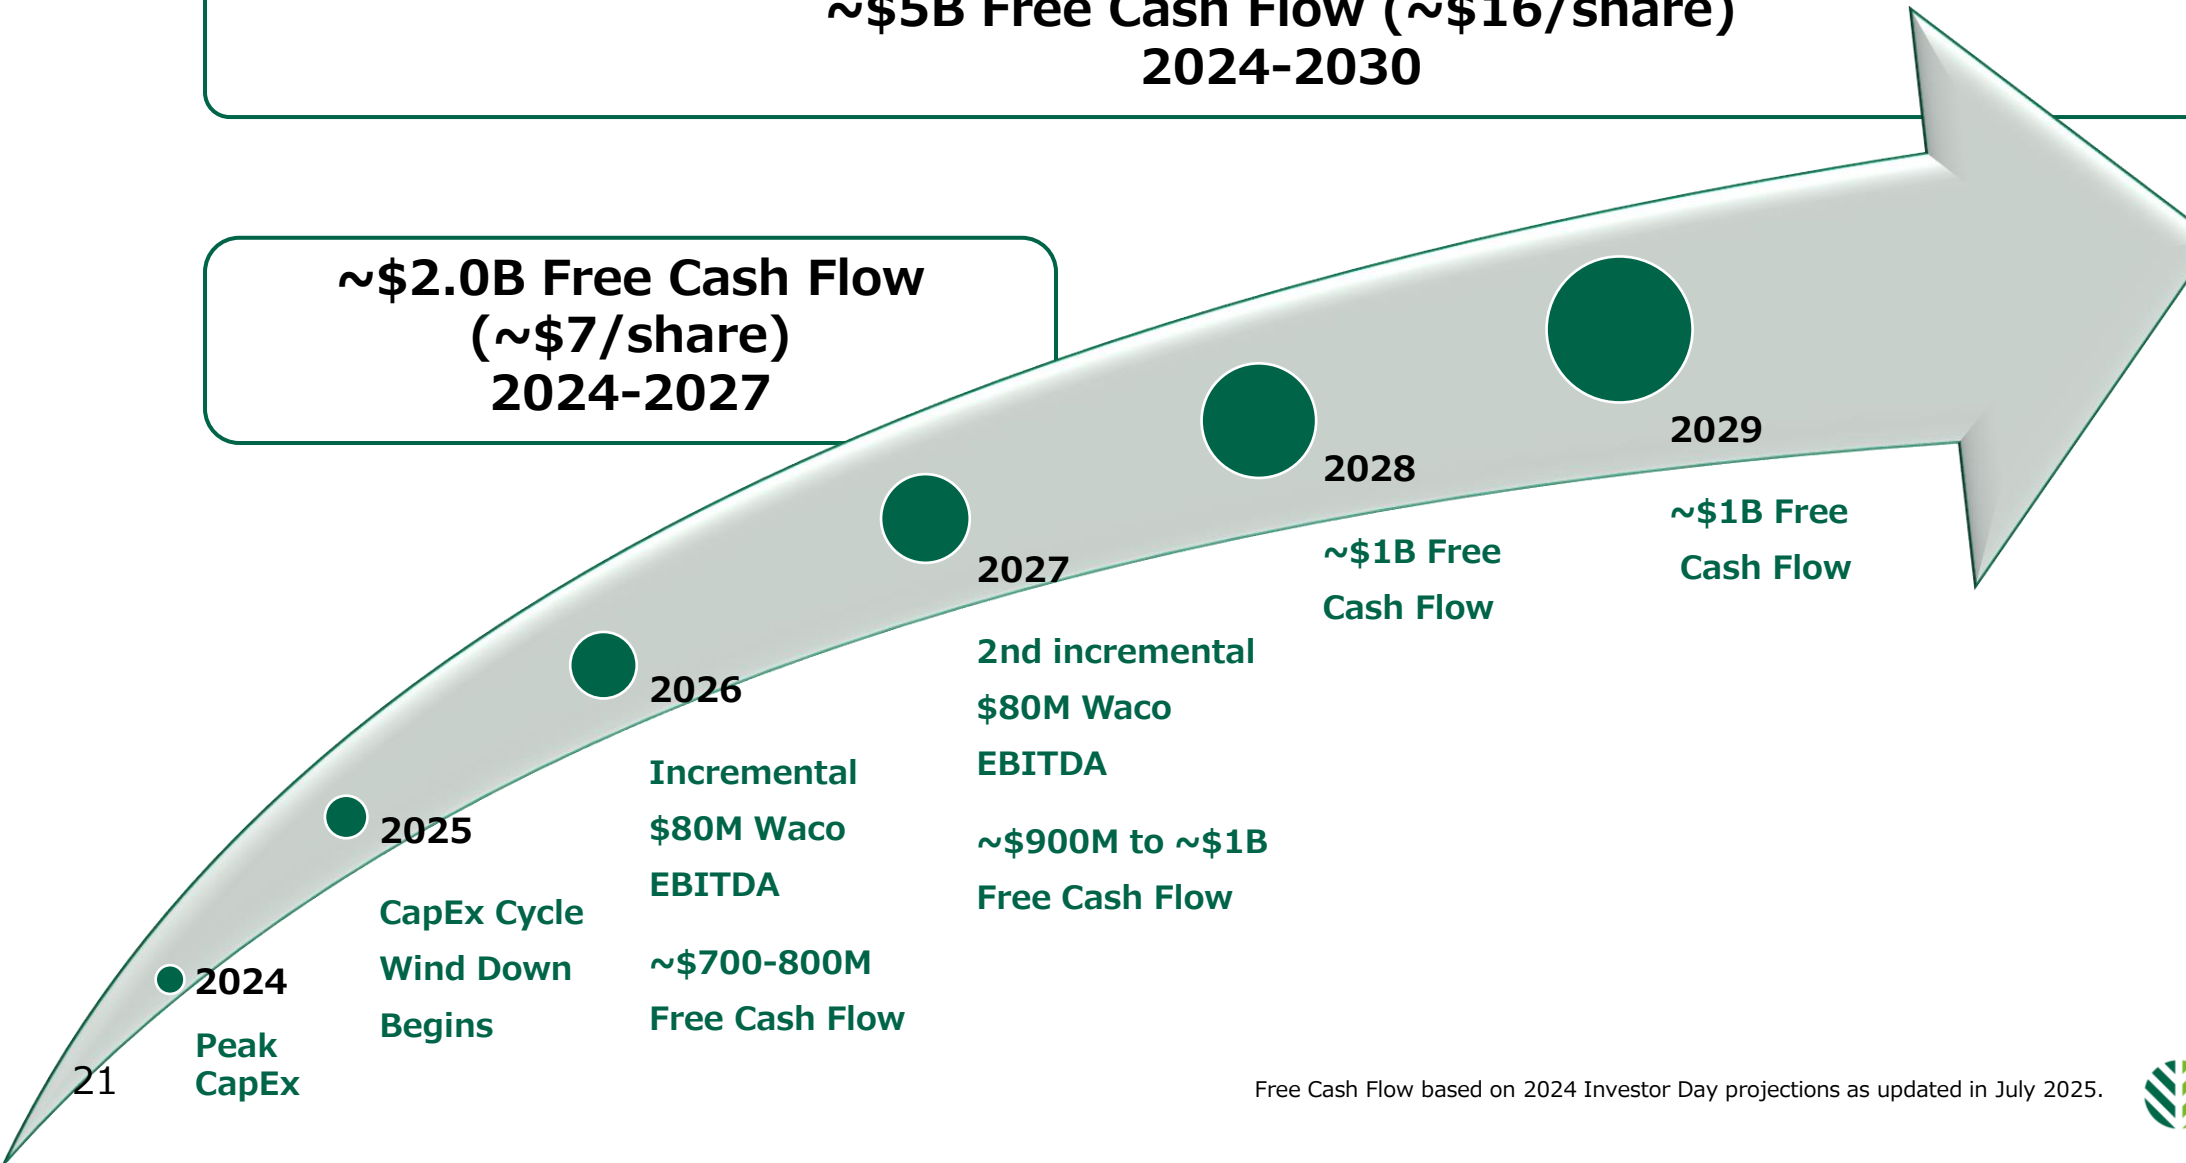 ~$5B Free Cash Flow (~$16/share)
2024-2030
~$2.0B Free Cash Flow
(~$7/share)
2024-2027
2024
Peak
CapEx
2025
CapEx Cycle
Wind Down
Begins
2026
Incremental
$80M Waco
EBITDA
~$700-800M
Free Cash Flow
2027
2nd incremental
$80M Waco
EBITDA
~$900M to ~$1B
Free Cash Flow
2028
~$1B Free
Cash Flow
2029
~$1B Free
Cash Flow
21
Free Cash Flow based on 2024 Investor Day projections as updated in July 2025.